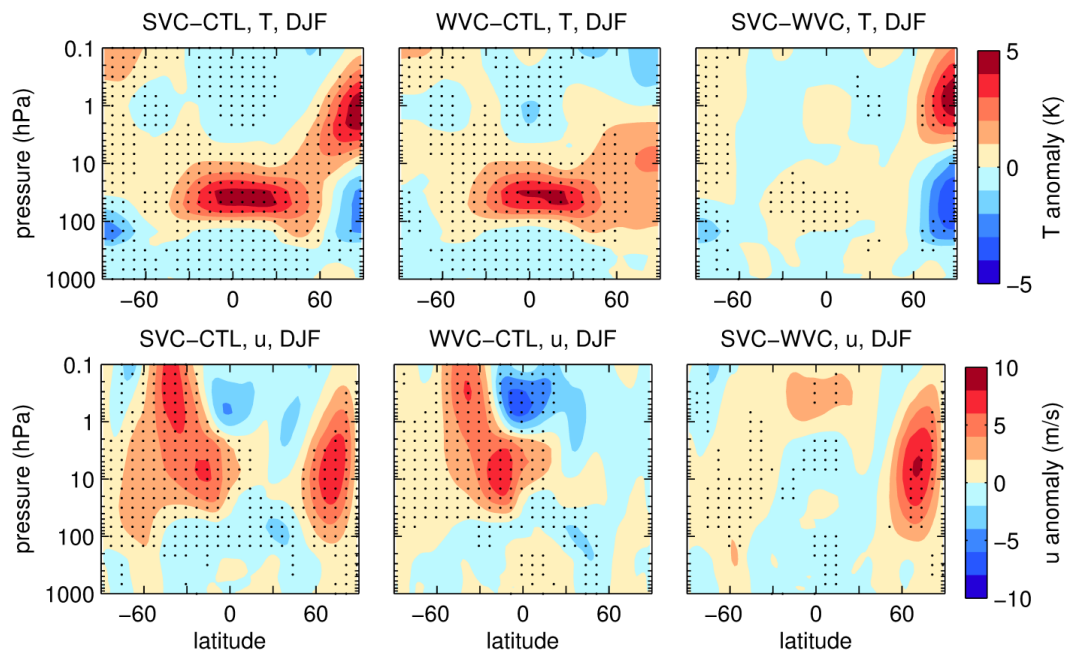 SVC−CTL, T, DJF WVC−CTL, T, DJF SVC−WVC, T, DJF
0.1
1
10
100
1000
pressure (hPa)
−60 0 60 −60 0 60 −60 0 60
5
0
−5
T anomaly (K)
SVC−CTL, u, DJF WVC−CTL, u, DJF SVC−WVC, u, DJF
0.1
1
10
100
1000
pressure (hPa)
−60 0 60 −60 0 60 −60 0 60
latitude latitude latitude
10
5
0
−5
−10
u anomaly (m/s)